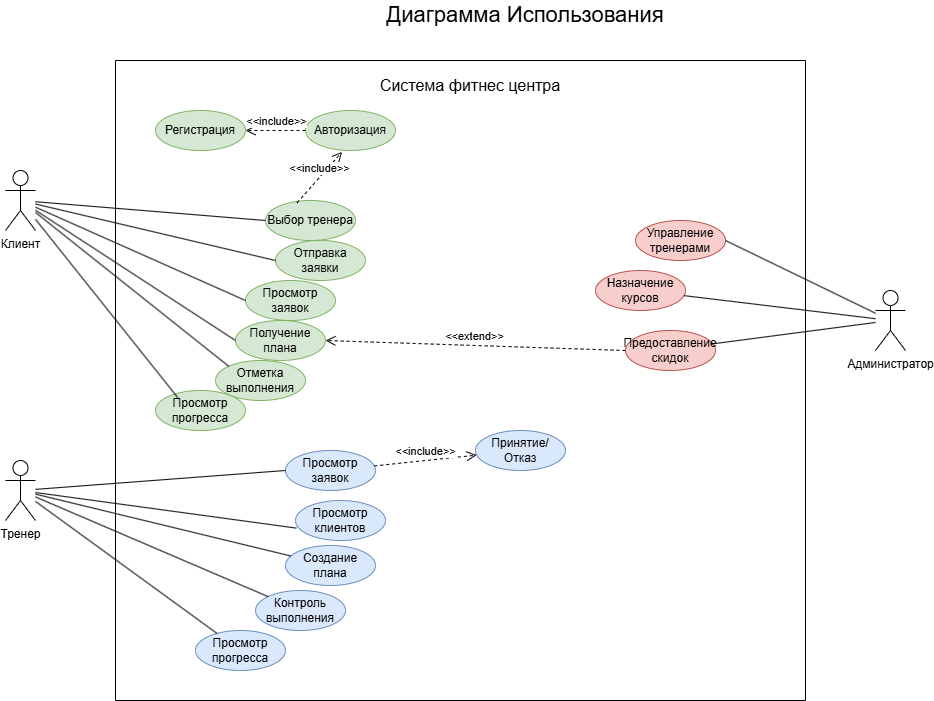 Диаграмма Использования
Система фитнес центра
Регистрация
<<include>>
Авторизация
<<include>>
Клиент
Выбор тренера
Отправка
заявки
Просмотр
заявок
Получение
плана
Отметка
выполнения
Просмотр
прогресса
<<extend>>
Управление
тренерами
Назначение
курсов
Предоставление
скидок
Администратор
Тренер
Просмотр
заявок
<<include>>
Принятие/
Отказ
Просмотр
клиентов
Создание
плана
Контроль
выполнения
Просмотр
прогресса